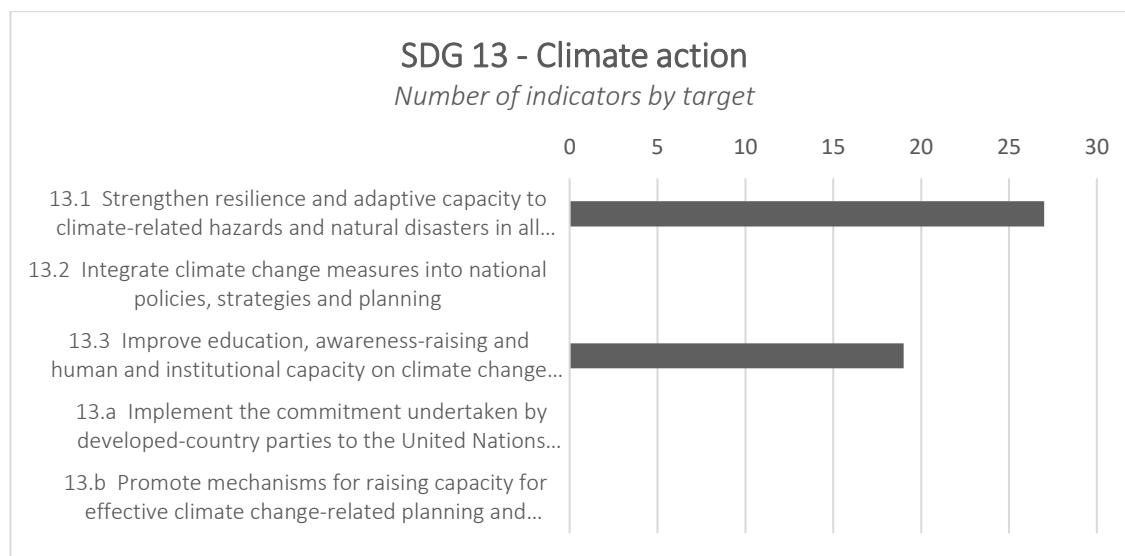 SDG 13 - Climate action
Number of indicators by target
0 5 10 15 20 25 30
13.1 Strengthen resilience and adaptive capacity to
climate-related hazards and natural disasters in all...
13.2 Integrate climate change measures into national
policies, strategies and planning
13.3 Improve education, awareness-raising and
human and institutional capacity on climate change...
13.a Implement the commitment undertaken by
developed-country parties to the United Nations...
13.b Promote mechanisms for raising capacity for
effective climate change-related planning and...